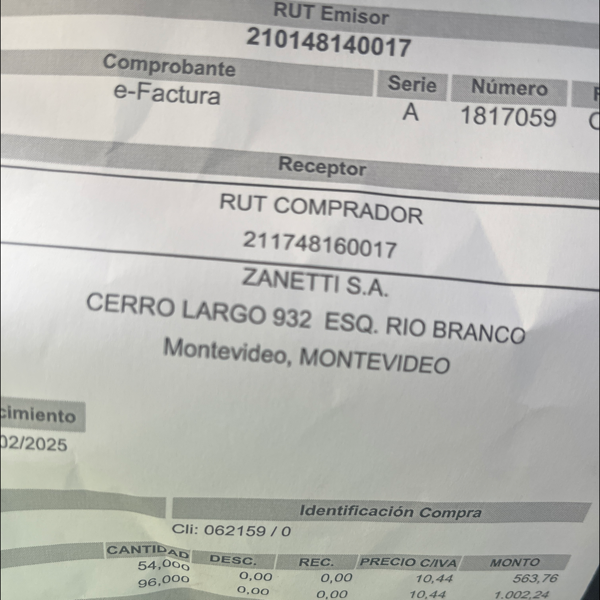 RUT Emisor
210148140017
Comprobante Serie Número
e-Factura A 1817059
Receptor
RUT COMPRADOR
211748160017
ZANETTI S.A.
CERRO LARGO 932 ESQ. RIO BRANCO
Montevideo, MONTEVIDEO
cimiento
02/2025
Identificación Compra
Cli: 062159 / 0
CANTIDAD DESC. REC. PRECIO C/IVA MONTO
54,000 0,00 0,00 10,44 563,76
96,000 0,00 0,00 10,44 1.002,24